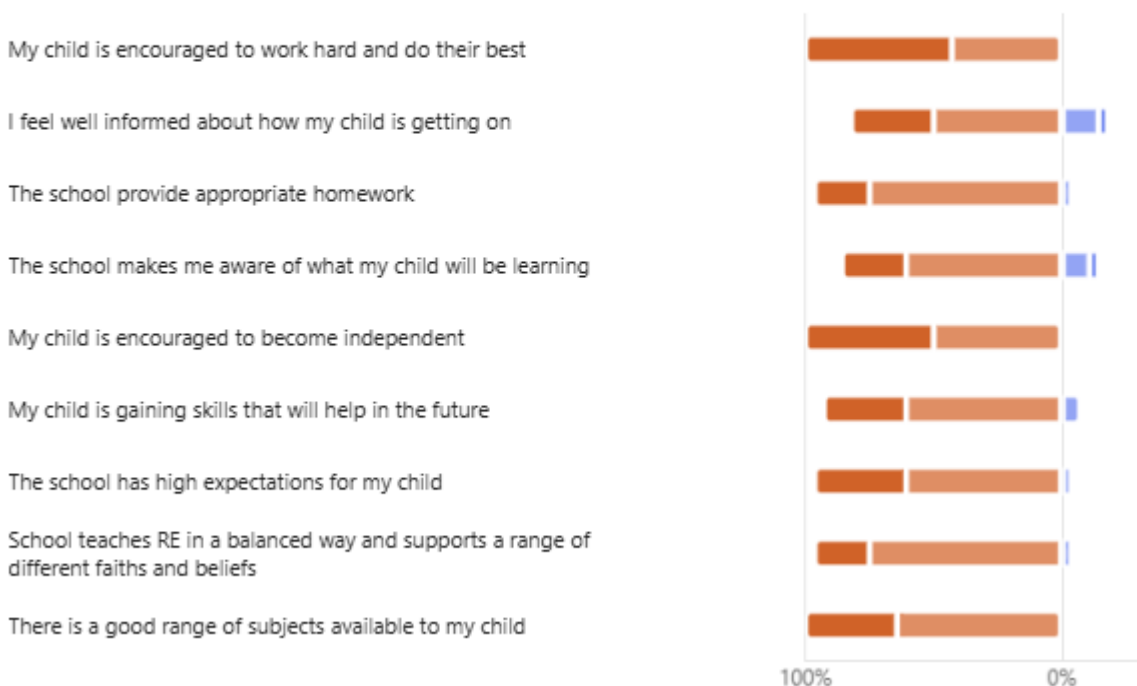 My child is encouraged to work hard and do their best
I feel well informed about how my child is getting on
The school provide appropriate homework
The school makes me aware of what my child will be learning
My child is encouraged to become independent
My child is gaining skills that will help in the future
The school has high expectations for my child
School teaches RE in a balanced way and supports a range of
different faiths and beliefs
There is a good range of subjects available to my child
100% 0%